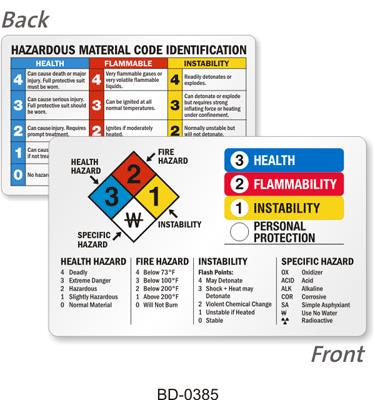 Back
HAZARDOUS MATERIAL CODE IDENTIFICATION
HEALTH FLAMMABLE INSTABILITY
4 Can cause death or major injury. Full protective suit must be worn.
4 Very flammable gases or very volatile flammable liquids.
4 Readily detonates or explodes.
3 Can cause serious injury. Full protective suit should be worn.
3 Can be ignited at all normal temperatures.
3 Can detonate or explode but requires strong inflating force or heating under confinement.
2 Can cause injury. Requires prompt treatment.
2 Ignites if moderately heated.
2 Normally unstable but will not detonate.
1 Can cause
if not treat
0 No hazar
HEALTH HAZARD
FIRE HAZARD
2
3 1
W
SPECIFIC HAZARD
INSTABILITY
3 HEALTH
2 FLAMMABILITY
1 INSTABILITY
PERSONAL PROTECTION
HEALTH HAZARD
4 Deadly
3 Extreme Danger
2 Hazardous
1 Slightly Hazardous
0 Normal Material
FIRE HAZARD
4 Below 73°F
3 Below 100°F
2 Below 200°F
1 Above 200°F
0 Will Not Burn
INSTABILITY
Flash Points:
4 May Detonate
3 Shock + Heat may Detonate
2 Violent Chemical Change
1 Unstable if Heated
0 Stable
SPECIFIC HAZARD
OX Oxidizer
ACID Acid
ALK Alkaline
COR Corrosive
SA Simple Asphyxiant
W Use No Water
Radioactive
Front
BD-0385